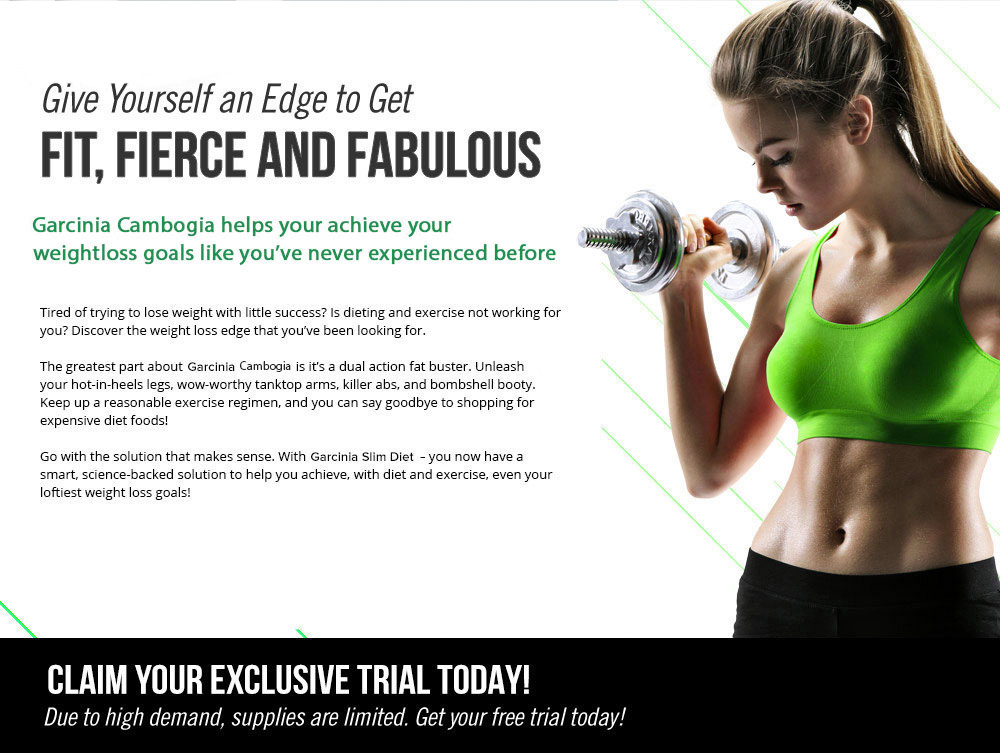 Give Yourself an Edge to Get
FIT, FIERCE AND FABULOUS
Garcinia Cambogia helps your achieve your
weightloss goals like you've never experienced before
Tired of trying to lose weight with little success? Is dieting and exercise not working for
you? Discover the weight loss edge that you've been looking for.
The greatest part about Garcinia Cambogia is it's a dual action fat buster. Unleash
your hot-in-heels legs, wow-worthy tanktop arms, killer abs, and bombshell booty.
Keep up a reasonable exercise regimen, and you can say goodbye to shopping for
expensive diet foods!
Go with the solution that makes sense. With Garcinia Slim Diet - you now have a
smart, science-backed solution to help you achieve, with diet and exercise, even your
loftiest weight loss goals!
CLAIM YOUR EXCLUSIVE TRIAL TODAY!
Due to high demand, supplies are limited. Get your free trial today!